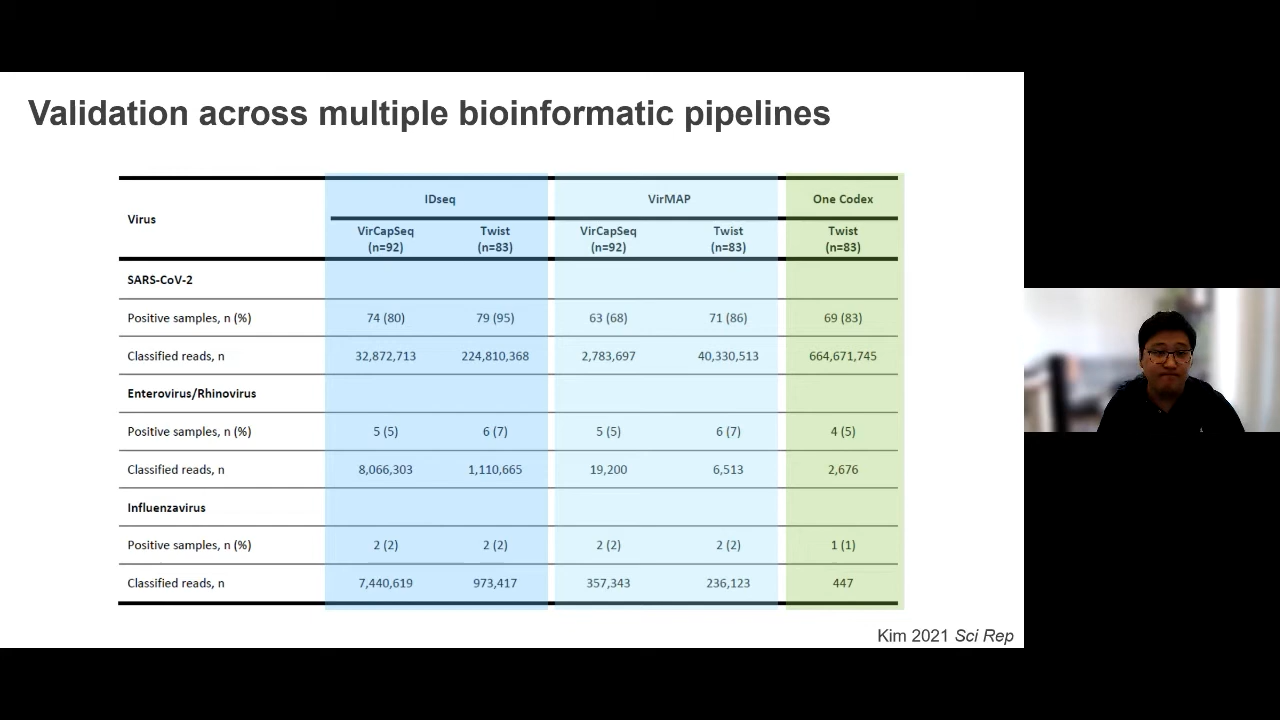 Validation across multiple bioinformatic pipelines
Virus
IDseq
VirMAP
One Codex
VirCapSeq
(n=92)
Twist
(n=83)
VirCapSeq
(n=92)
Twist
(n=83)
Twist
(n=83)
SARS-CoV-2
Positive samples, n (%) 74 (80) 79 (95) 63 (68) 71 (86) 69 (83)
Classified reads, n 32,872,713 224,810,368 2,783,697 40,330,513 664,671,745
Enterovirus/Rhinovirus
Positive samples, n (%) 5 (5) 6 (7) 5 (5) 6 (7) 4 (5)
Classified reads, n 8,066,303 1,110,665 19,200 6,513 2,676
Influenzavirus
Positive samples, n (%) 2 (2) 2 (2) 2 (2) 2 (2) 1 (1)
Classified reads, n 7,440,619 973,417 357,343 236,123 447
Kim 2021 Sci Rep